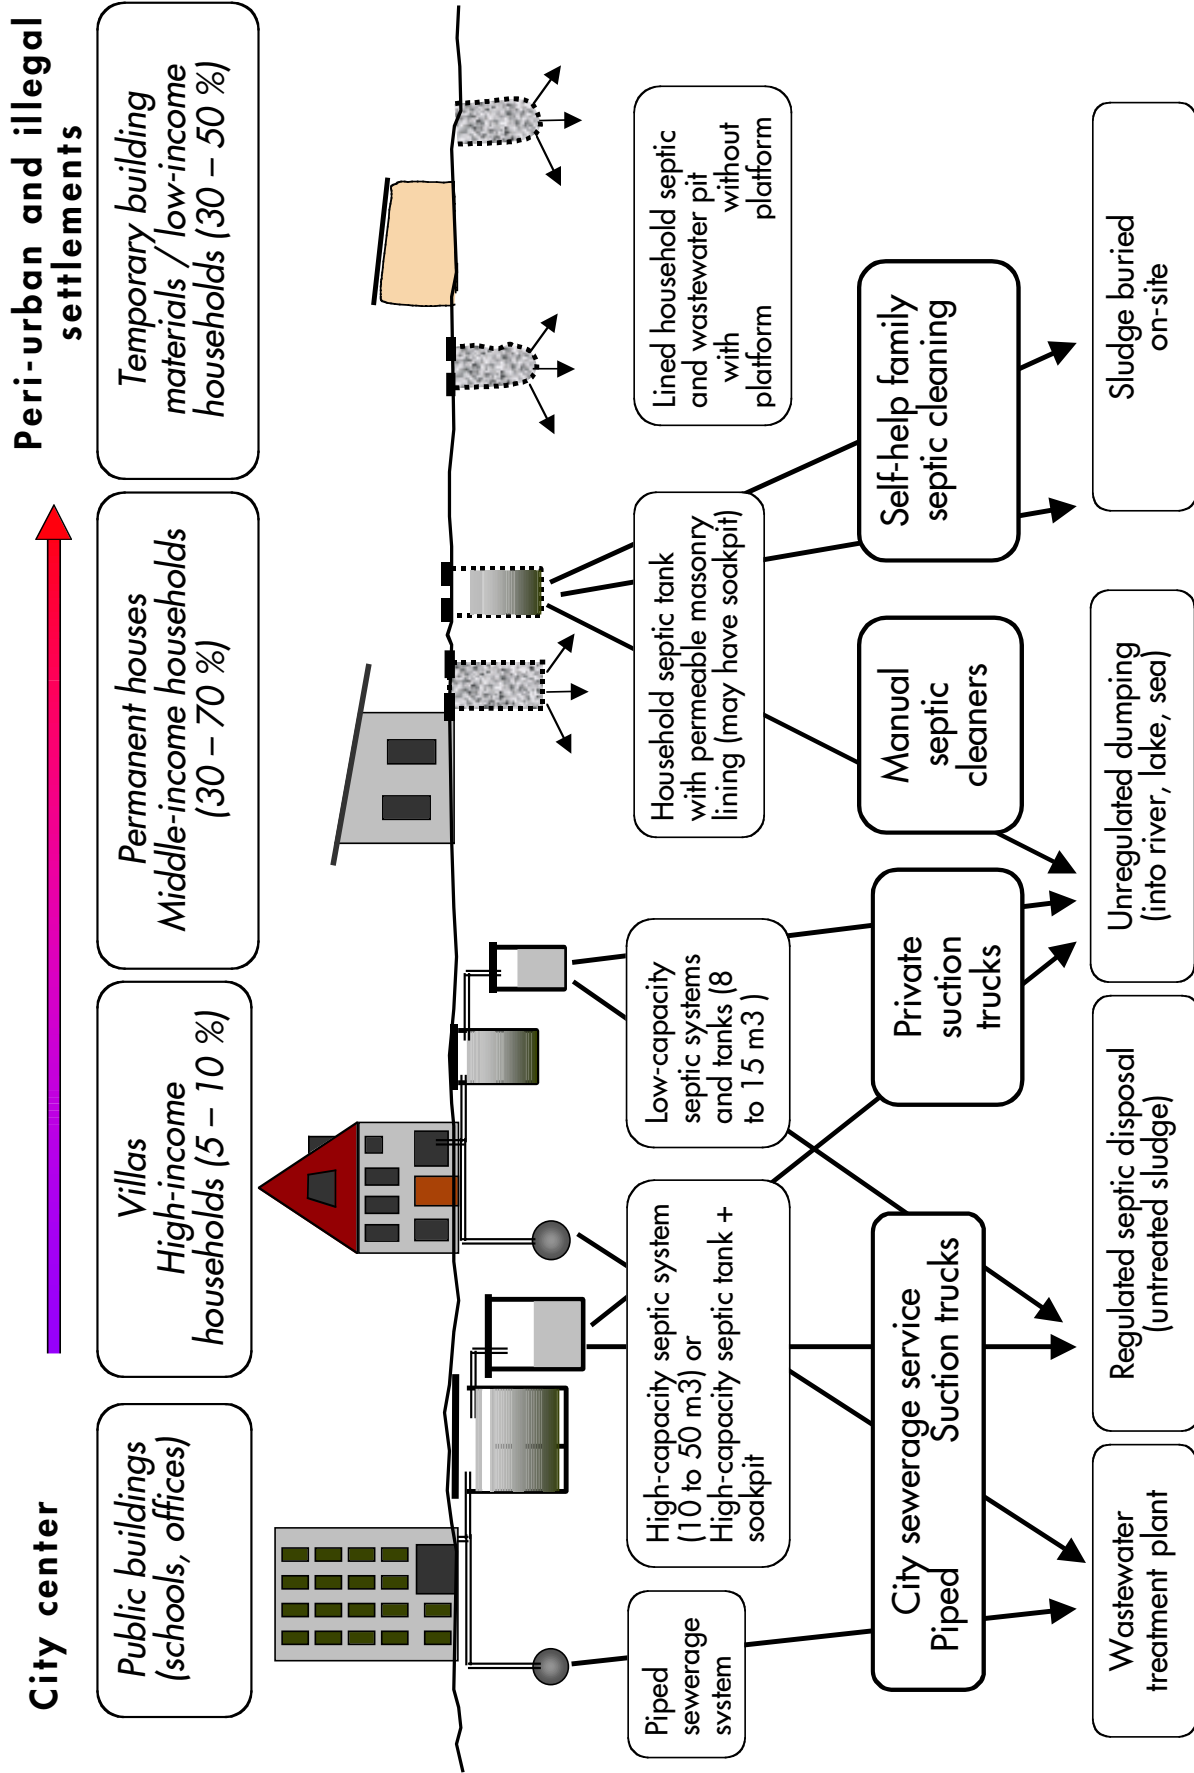 City center
Peri-urban and illegal
settlements
Public buildings
(schools, offices)
Villas
High-income
households (5 – 10 %)
Permanent houses
Middle-income households
(30 – 70 %)
Temporary building
materials / low-income
households (30 – 50 %)
Piped
sewerage
system
High-capacity septic system
(10 to 50 m3) or
High-capacity septic tank +
soakpit
Low-capacity
septic systems
and tanks (8
to 15 m3 )
Household septic tank
with permeable masonry
lining (may have soakpit)
Lined household septic
and wastewater pit
with without
platform platform
City sewerage service
Piped Suction trucks
Private
suction
trucks
Manual
septic
cleaners
Self-help family
septic cleaning
Wastewater
treatment plant
Regulated septic disposal
(untreated sludge)
Unregulated dumping
(into river, lake, sea)
Sludge buried
on-site